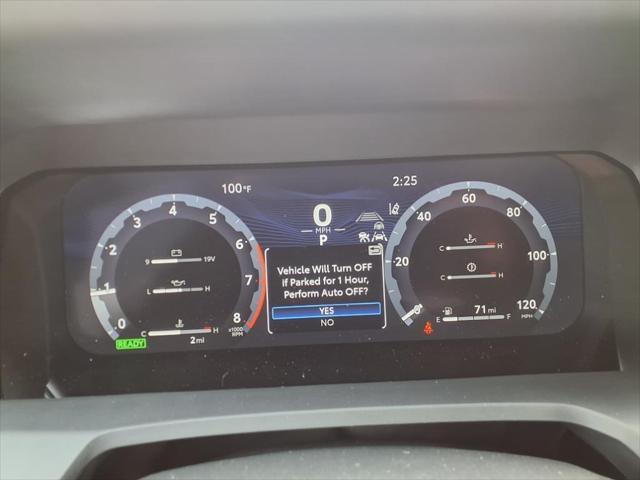 100°F
2:25
0
MPH
P
0
1
2
3
4
5
6
7
8
x1000
RPM
9 19V
L H
C H
READY
2mi
Vehicle Will Turn OFF
if Parked for 1 Hour,
Perform Auto OFF?
YES
NO
0
20
40
60
80
100
120
MPH
C H
C H
71 mi
E F